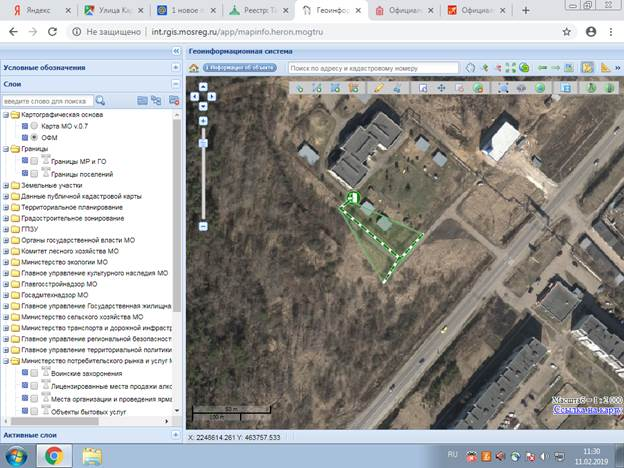 Яндекс
Улица Ка
1 новое
Реестр: Т
Геоинфор
Официал
Официал
Не защищено | int.rgis.mosreg.ru/app/mapinfo.heron.mogtru
Геоинформационная система
Условные обозначения
Информация об объекте
Поиск по адресу и кадастровому номеру
Слои
введите слово для поиска
Картографическая основа
Карта МО v.0.7
ОФМ
Границы
Границы МР и ГО
Границы поселений
Земельные участки
Данные публичной кадастровой карты
Территориальное планирование
Градостроительное зонирование
ГПЗУ
Органы государственной власти МО
Комитет лесного хозяйства МО
Министерство экологии МО
Главное управление культурного наследия МО
Главгосстройнадзор МО
Госадмтехнадзор МО
Главное управление Государственная жилищна
Министерство сельского хозяйства МО
Министерство транспорта и дорожной инфрастр
Главное управление региональной безопасност
Главное управление территориальной политики
Министерство потребительского рынка и услуг М
Воинские захоронения
Лицензированные места продажи алко
Места организации и проведения ярма
Объекты бытовых услуг
Масштаб = 1 : 2 000
Ссылка на карту
50 m
100 m
Активные слои
X: 2248614.261 Y: 463757.533
RU
11:30
11.02.2019